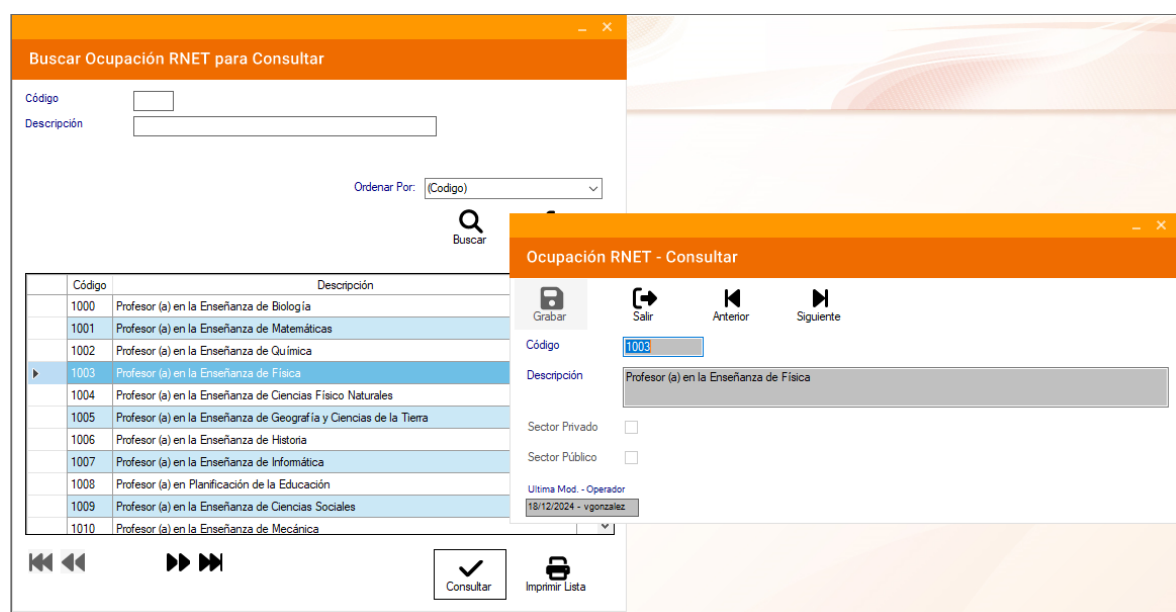 Buscar Ocupación RNET para Consultar
Código
Descripción
Ordenar Por: (Codigo)
Buscar
Código Descripción
1000 Profesor (a) en la Enseñanza de Biología
1001 Profesor (a) en la Enseñanza de Matemáticas
1002 Profesor (a) en la Enseñanza de Química
1003 Profesor (a) en la Enseñanza de Física
1004 Profesor (a) en la Enseñanza de Ciencias Físico Naturales
1005 Profesor (a) en la Enseñanza de Geografía y Ciencias de la Tierra
1006 Profesor (a) en la Enseñanza de Historia
1007 Profesor (a) en la Enseñanza de Informática
1008 Profesor (a) en Planificación de la Educación
1009 Profesor (a) en la Enseñanza de Ciencias Sociales
1010 Profesor (a) en la Enseñanza de Mecánica
Consultar
Imprimir Lista
Ocupación RNET - Consultar
Grabar Salir Anterior Siguiente
Código 1003
Descripción Profesor (a) en la Enseñanza de Física
Sector Privado
Sector Público
Ultima Mod. - Operador
18/12/2024 - vgonzalez